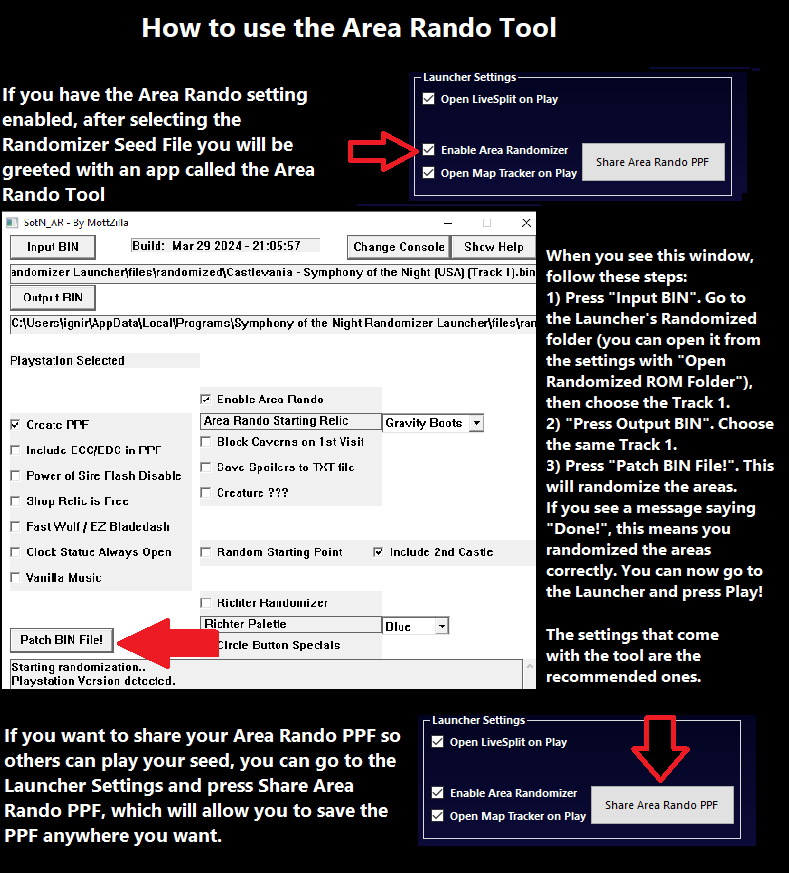 How to use the Area Rando Tool
If you have the Area Rando setting
enabled, after selecting the
Randomizer Seed File you will be
greeted with an app called the Area
Rando Tool
Launcher Settings
Open LiveSplit on Play
Enable Area Randomizer
Open Map Tracker on Play
Share Area Rando PPF
SotN_AR - By MottZilla
Input BIN
Build: Mar 29 2024 - 21:05:57
Change Console
Show Help
andomizer Launcher\files\randomized\Castlevania - Symphony of the Night (USA) (Track 1).bin
Output BIN
C:\Users\ignir\AppData\Local\Programs\Symphony of the Night Randomizer Launcher\files\ran
Playstation Selected
Enable Area Rando
Area Rando Starting Relic
Gravity Boots
Block Caverns on 1st Visit
Save Spoilers to TXT file
Creature ???
Create PPF
Include ECC/EDC in PPF
Power of Sire Flash Disable
Shop Relic is Free
Fast Wulf / EZ Bladedash
Clock Statue Always Open
Vanilla Music
Random Starting Point
Include 2nd Castle
Richter Randomizer
Richter Palette
Blue
Circle Button Specials
Patch BIN File!
Starting randomization..
Playstation Version detected.
When you see this window,
follow these steps:
1) Press "Input BIN". Go to
the Launcher's Randomized
folder (you can open it from
the settings with "Open
Randomized ROM Folder"),
then choose the Track 1.
2) "Press Output BIN". Choose
the same Track 1.
3) Press "Patch BIN File!". This
will randomize the areas.
If you see a message saying
"Done!", this means you
randomized the areas
correctly. You can now go to
the Launcher and press Play!
The settings that come
with the tool are the
recommended ones.
If you want to share your Area Rando PPF so
others can play your seed, you can go to the
Launcher Settings and press Share Area
Rando PPF, which will allow you to save the
PPF anywhere you want.
Launcher Settings
Open LiveSplit on Play
Enable Area Randomizer
Open Map Tracker on Play
Share Area Rando PPF